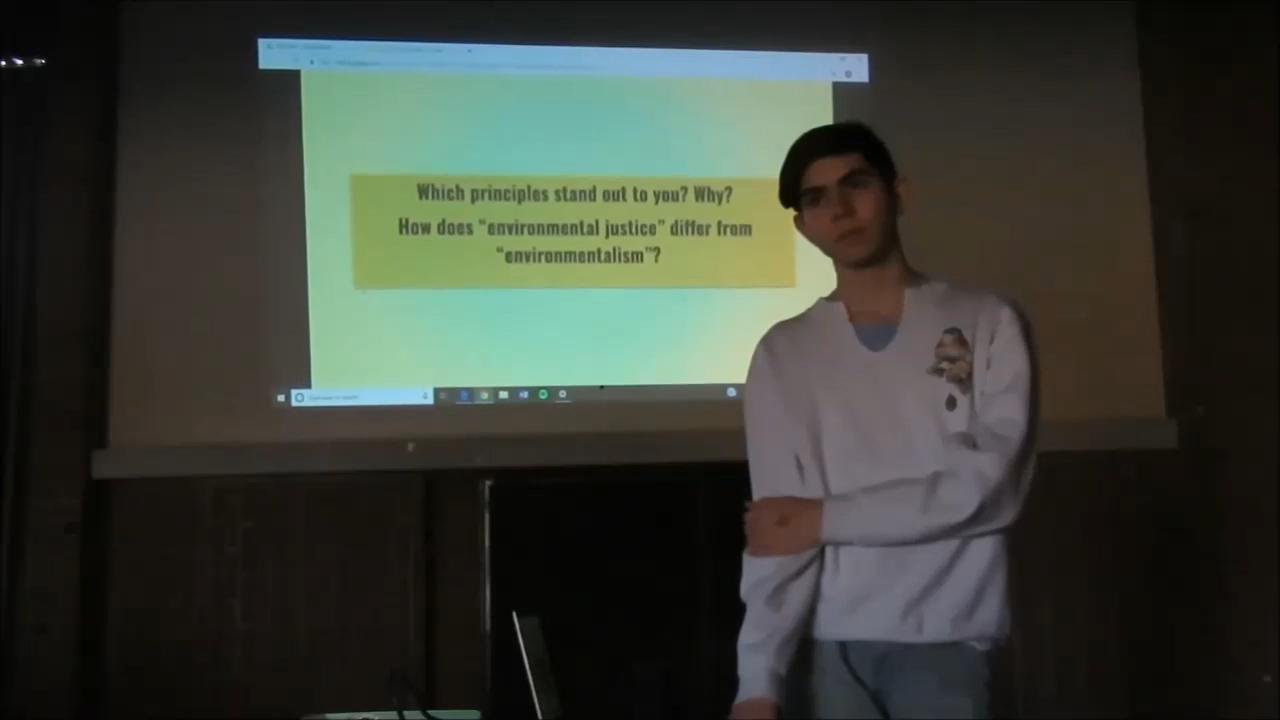 Which principles stand out to you? Why?
How does “environmental justice” differ from
“environmentalism”?